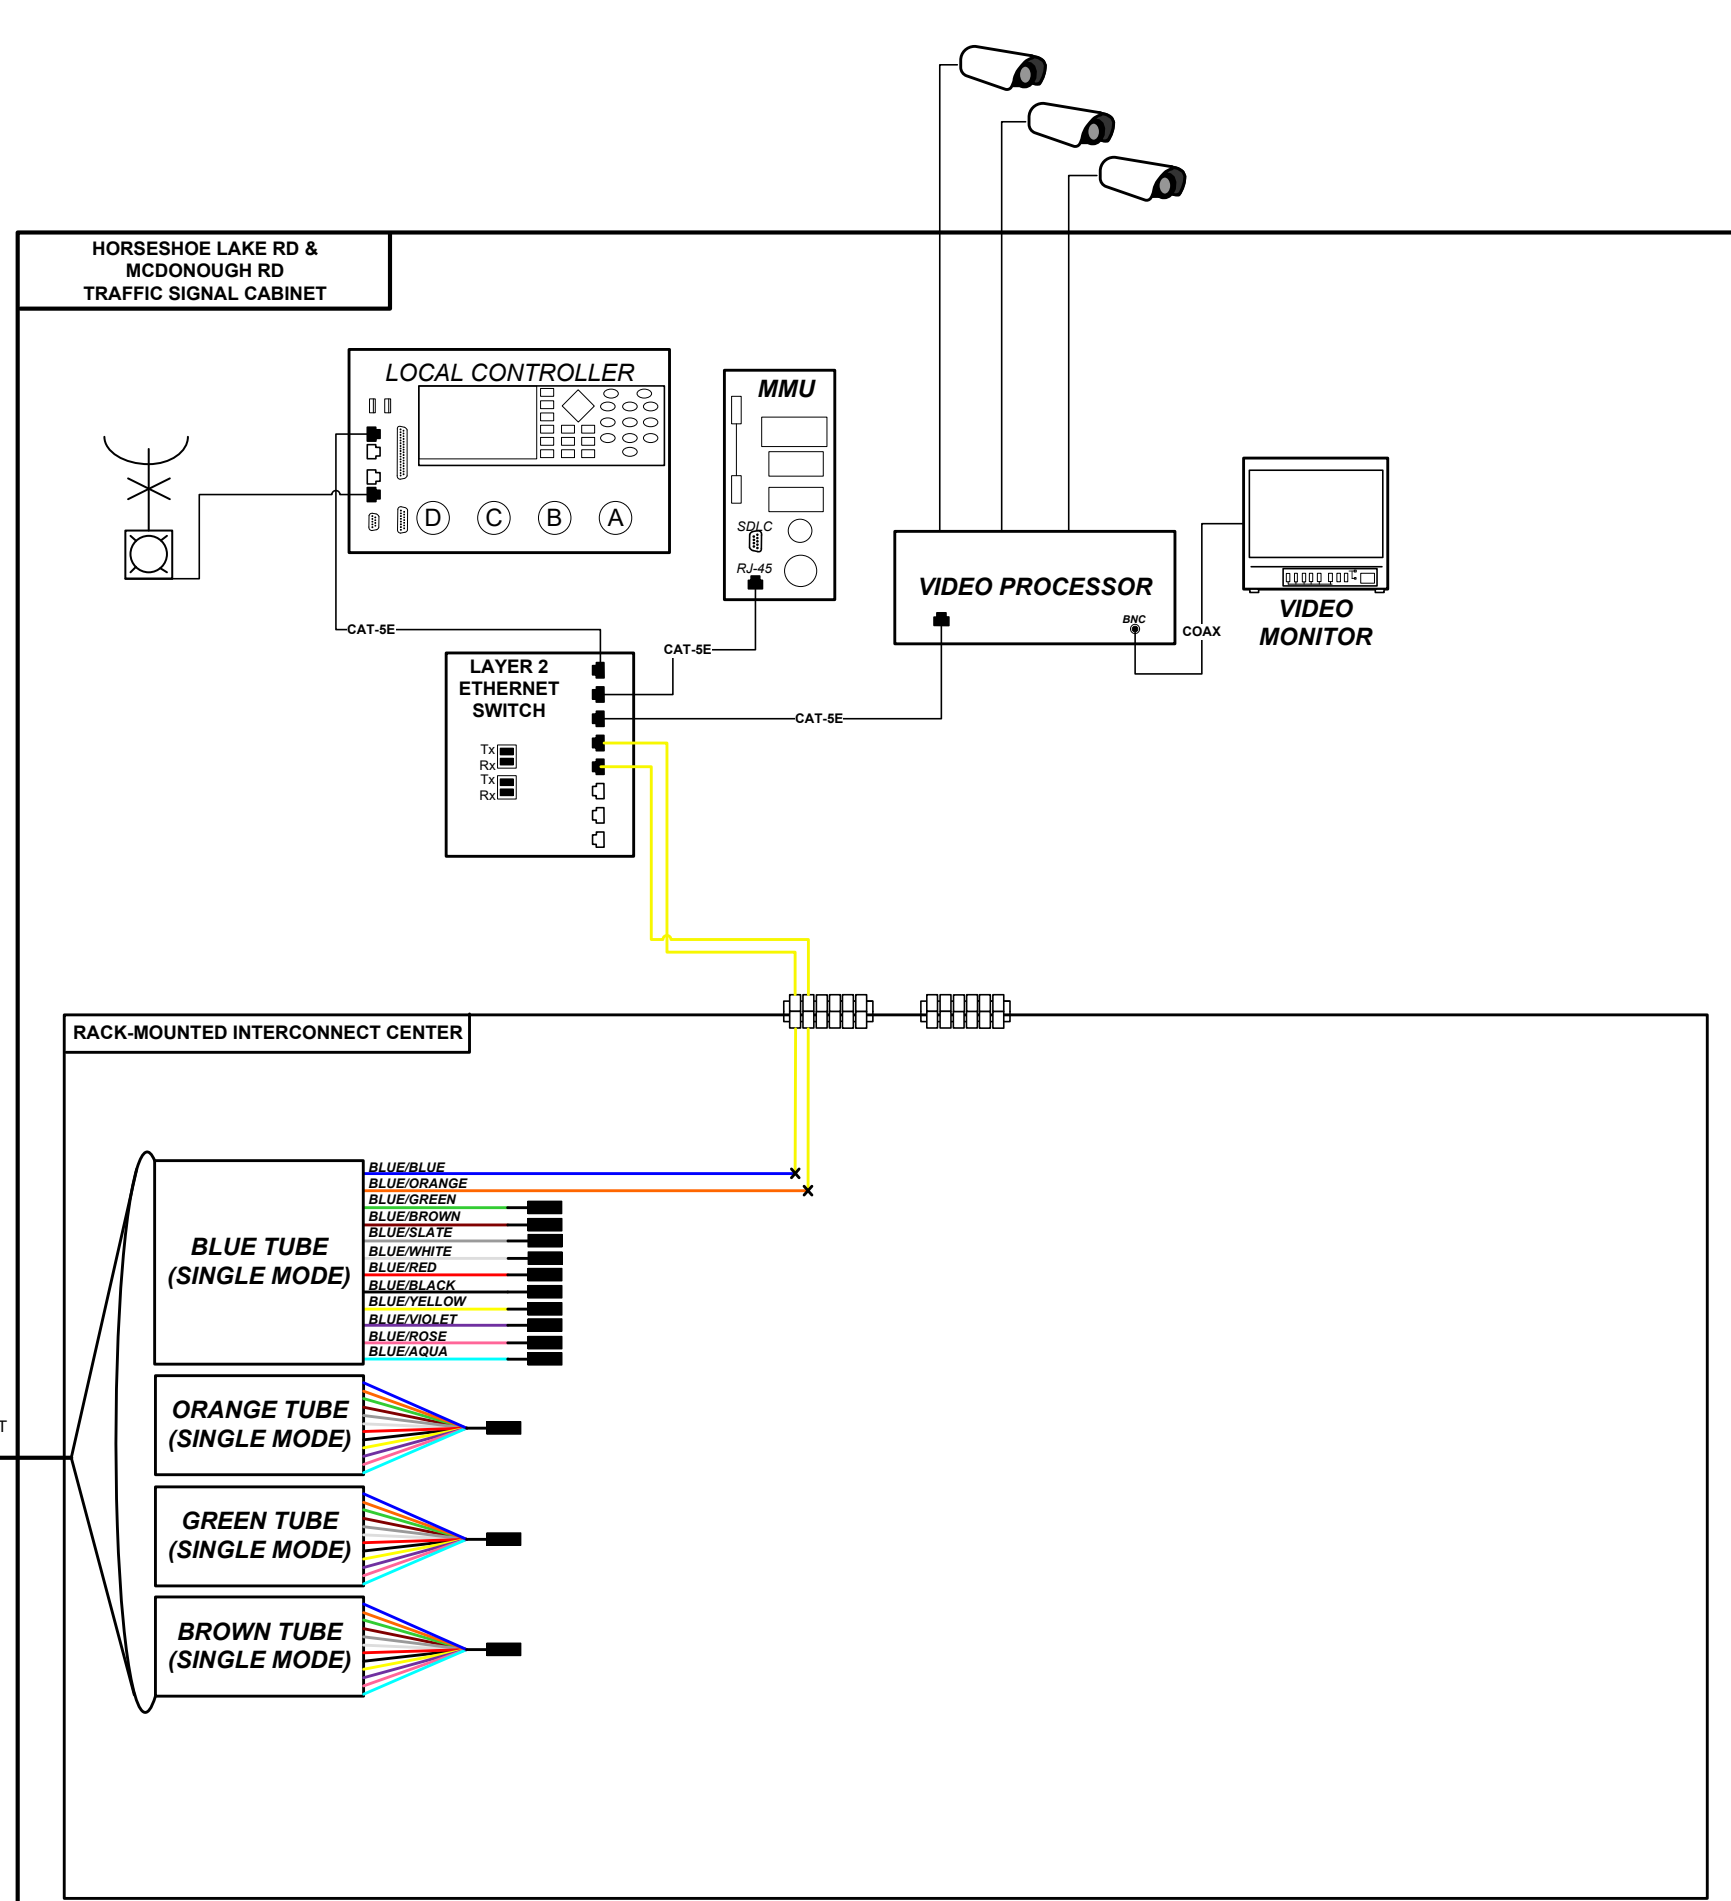 HORSESHOE LAKE RD &
MCDONOUGH RD
TRAFFIC SIGNAL CABINET
LOCAL CONTROLLER
D C B A
MMU
SDLC
RJ-45
VIDEO PROCESSOR
BNC
COAX
VIDEO
MONITOR
CAT-5E
CAT-5E
CAT-5E
LAYER 2
ETHERNET
SWITCH
Tx
Rx
Tx
Rx
RACK-MOUNTED INTERCONNECT CENTER
BLUE TUBE
(SINGLE MODE)
BLUE/BLUE
BLUE/ORANGE
BLUE/GREEN
BLUE/BROWN
BLUE/SLATE
BLUE/WHITE
BLUE/RED
BLUE/BLACK
BLUE/YELLOW
BLUE/VIOLET
BLUE/ROSE
BLUE/AQUA
ORANGE TUBE
(SINGLE MODE)
T
GREEN TUBE
(SINGLE MODE)
BROWN TUBE
(SINGLE MODE)